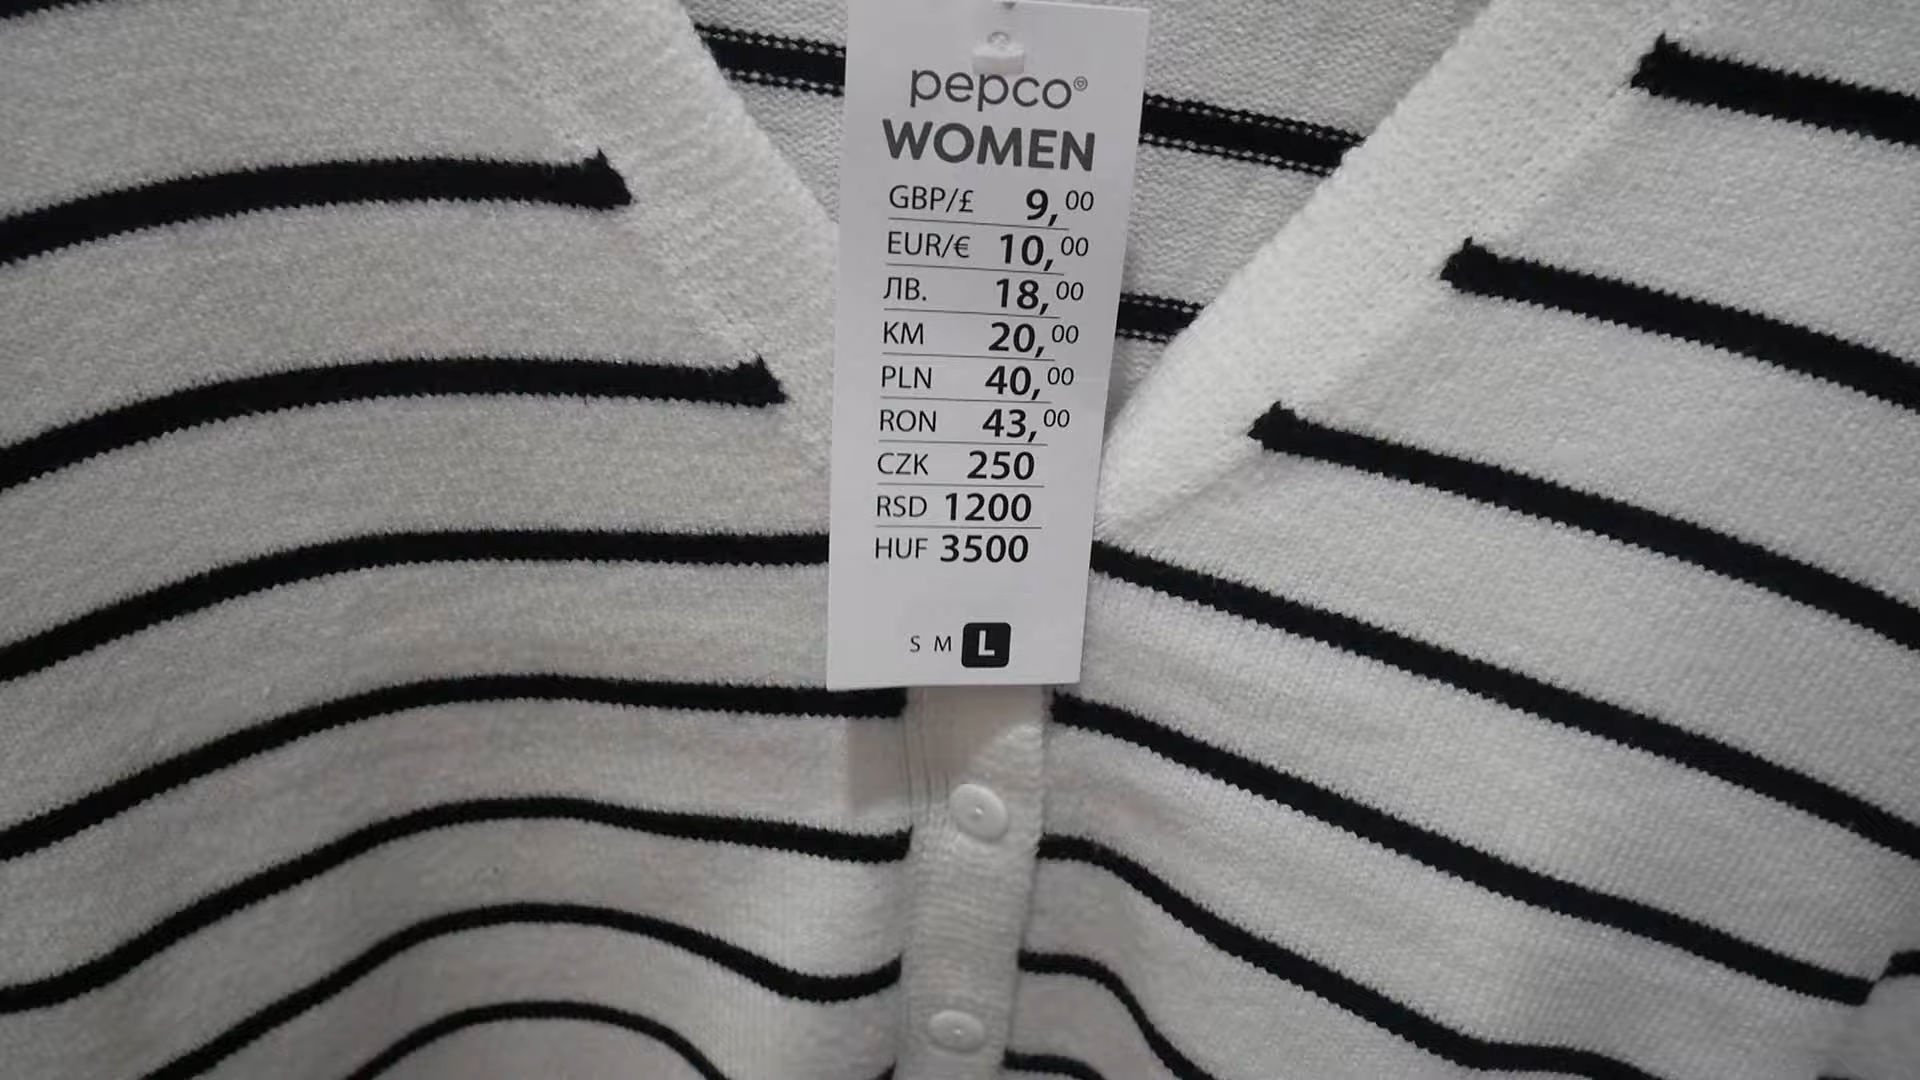 pepco®
WOMEN
GBP/£ 9,00
EUR/€ 10,00
ЛВ. 18,00
KM 20,00
PLN 40,00
RON 43,00
CZK 250
RSD 1200
HUF 3500
S M L